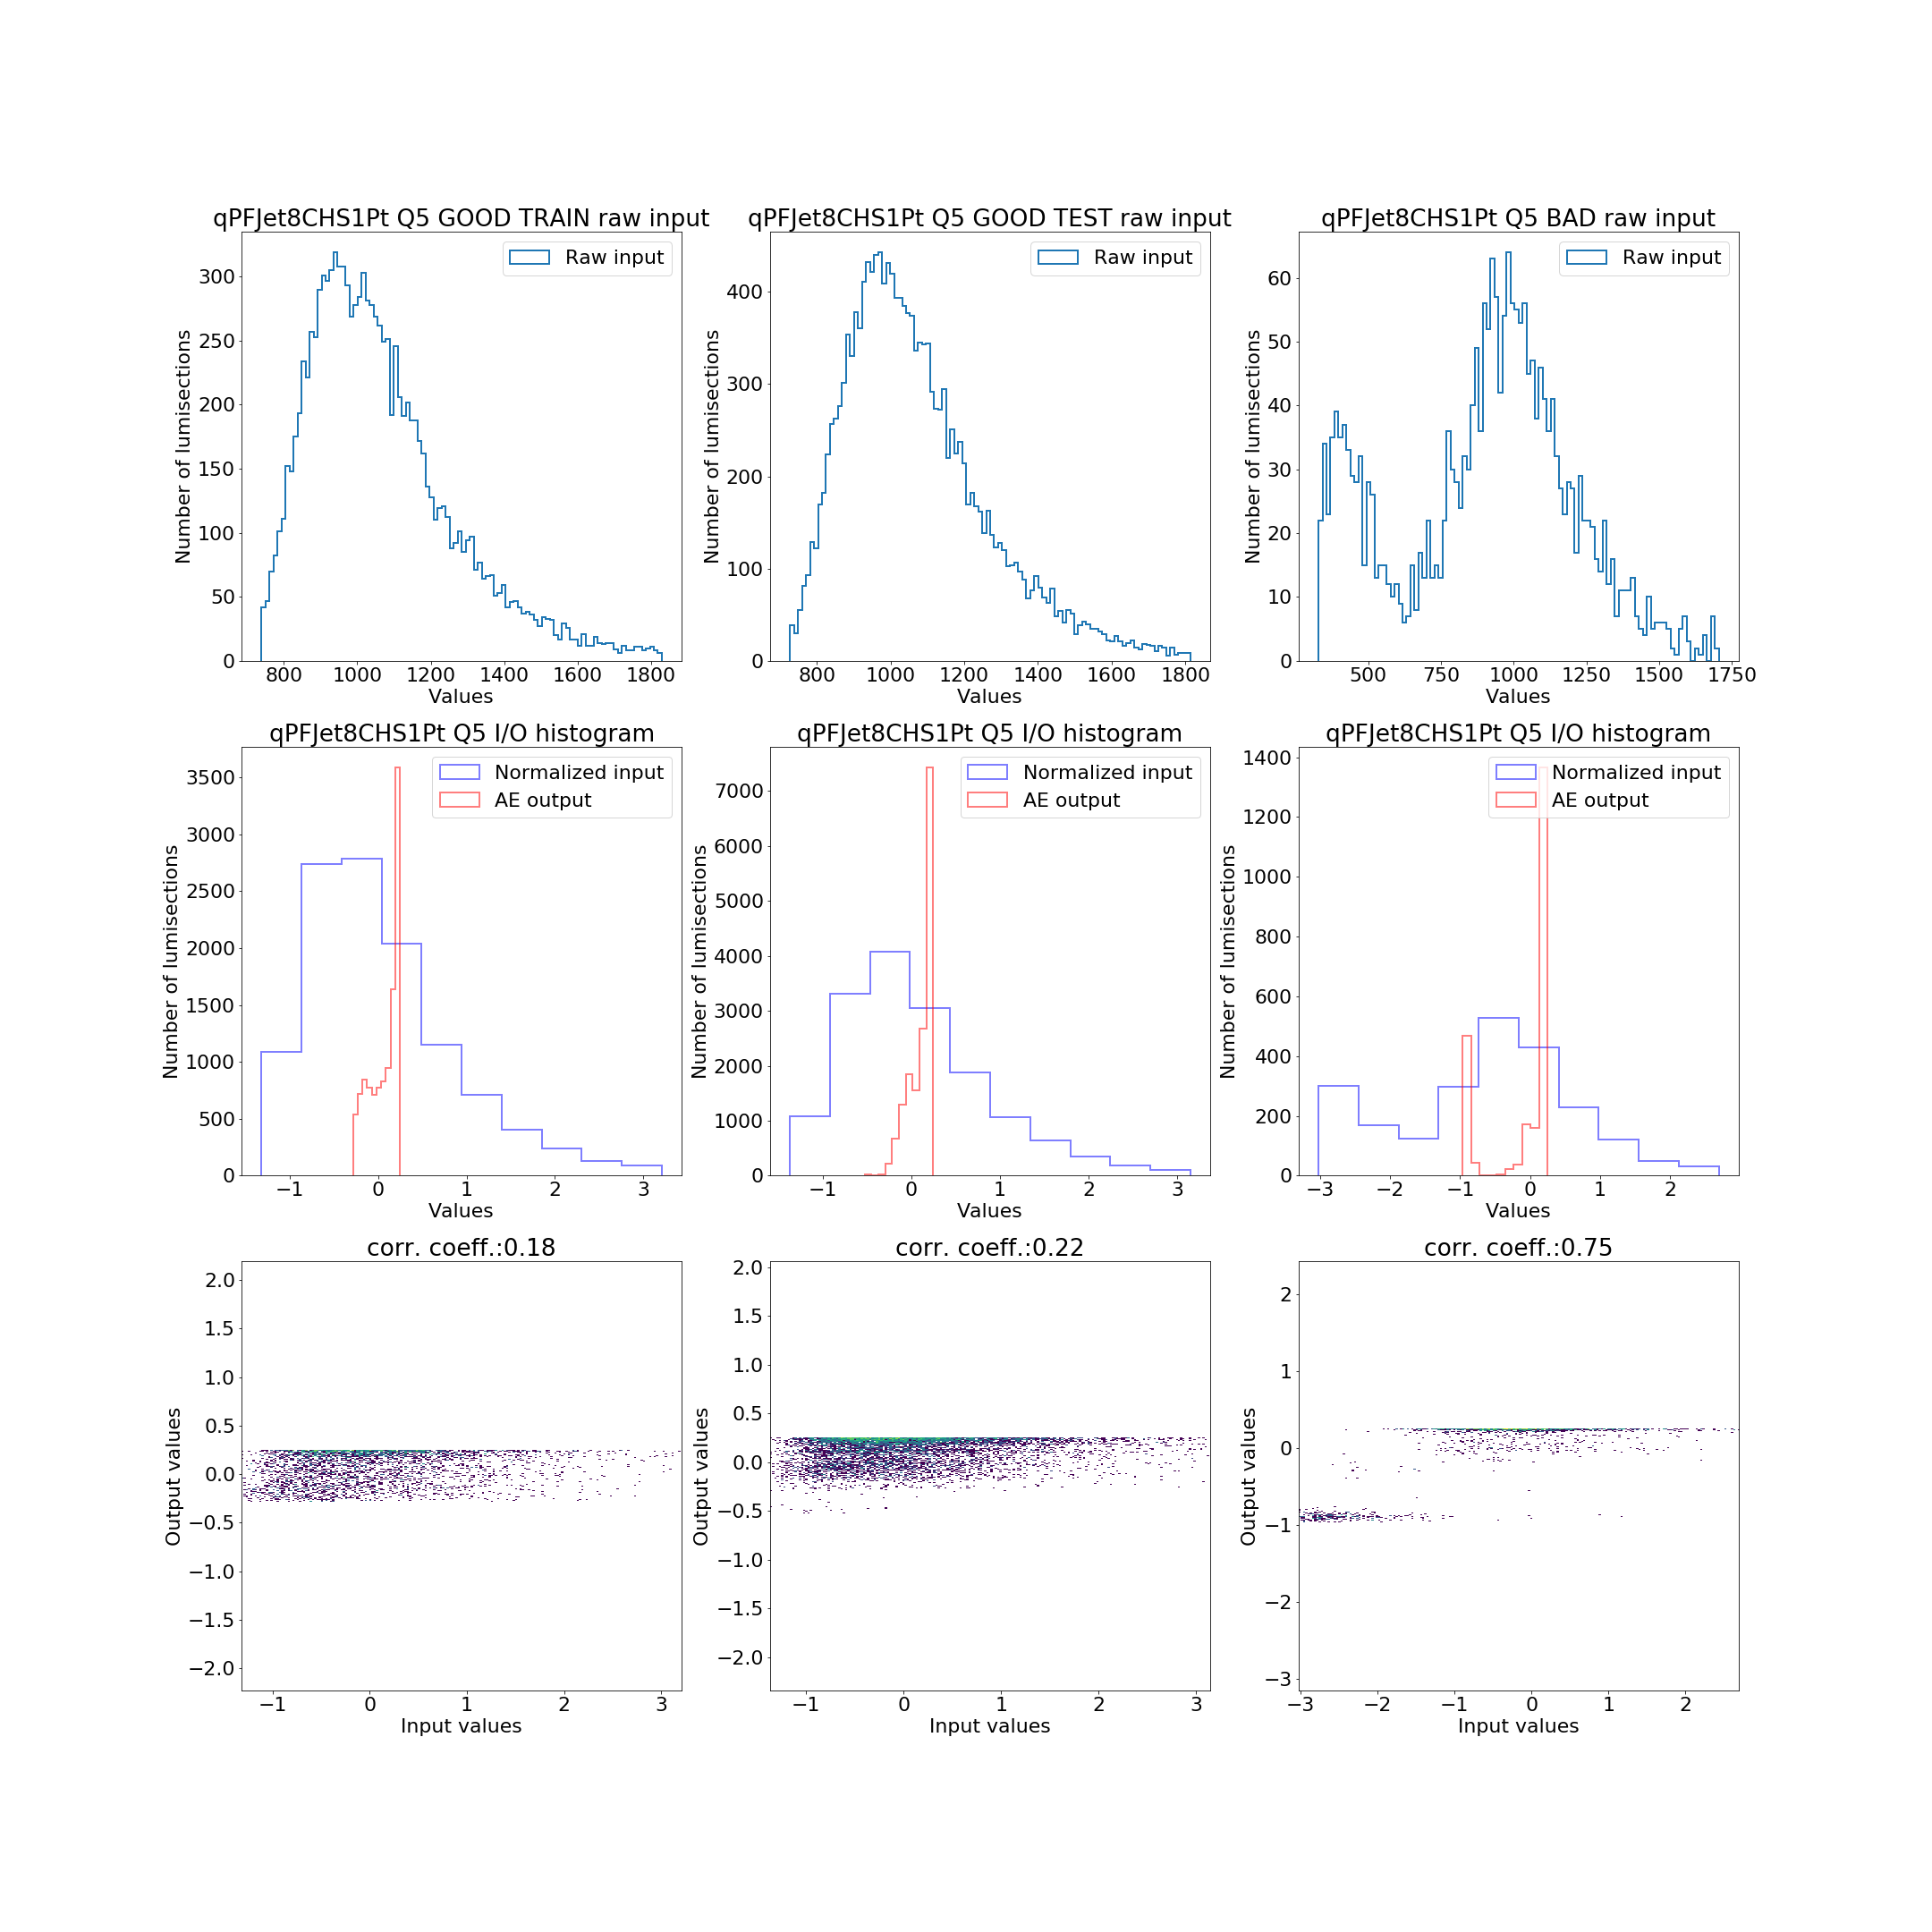 qPFJet8CHS1Pt Q5 GOOD TRAIN raw input
Number of lumisections
300
250
200
150
100
50
0
Raw input
800 1000 1200 1400 1600 1800
Values
qPFJet8CHS1Pt Q5 GOOD TEST raw input
Number of lumisections
400
300
200
100
0
Raw input
800 1000 1200 1400 1600 1800
Values
qPFJet8CHS1Pt Q5 BAD raw input
Number of lumisections
60
50
40
30
20
10
0
Raw input
500 750 1000 1250 1500 1750
Values
qPFJet8CHS1Pt Q5 I/O histogram
Number of lumisections
3500
3000
2500
2000
1500
1000
500
0
Normalized input
AE output
−1 0 1 2 3
Values
qPFJet8CHS1Pt Q5 I/O histogram
Number of lumisections
7000
6000
5000
4000
3000
2000
1000
0
Normalized input
AE output
−1 0 1 2 3
Values
qPFJet8CHS1Pt Q5 I/O histogram
Number of lumisections
1400
1200
1000
800
600
400
200
0
Normalized input
AE output
−3 −2 −1 0 1 2
Values
corr. coeff.:0.18
Output values
2.0
1.5
1.0
0.5
0.0
−0.5
−1.0
−1.5
−2.0
−1 0 1 2 3
Input values
corr. coeff.:0.22
Output values
2.0
1.5
1.0
0.5
0.0
−0.5
−1.0
−1.5
−2.0
−1 0 1 2 3
Input values
corr. coeff.:0.75
Output values
2
1
0
−1
−2
−3
−3 −2 −1 0 1 2
Input values